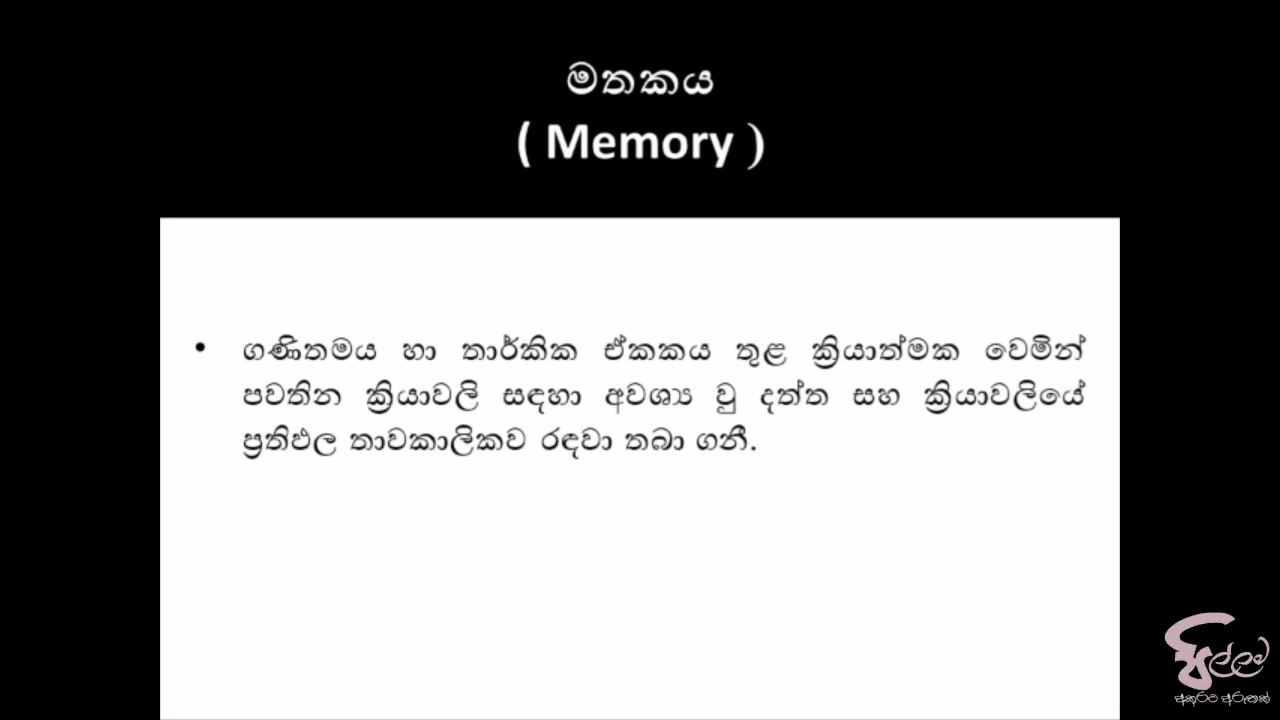 මතකය
( Memory )
• ගණිතමය හා තාර්කික ඒකකය තුළ ක්‍රියාත්මක වෙමින්
පවතින ක්‍රියාවලි සඳහා අවශ්‍ය වු දත්ත සහ ක්‍රියාවලියේ
ප්‍රතිඵල තාවකාලිකව රඳවා තබා ගනී.